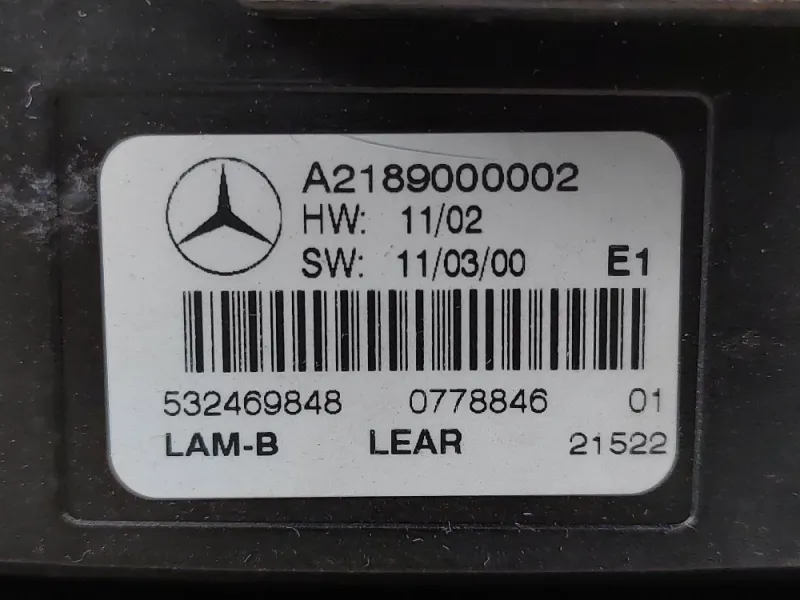 A2189000002
HW: 11/02
SW: 11/03/00 E1
532469848 0778846 01
LAM-B LEAR 21522